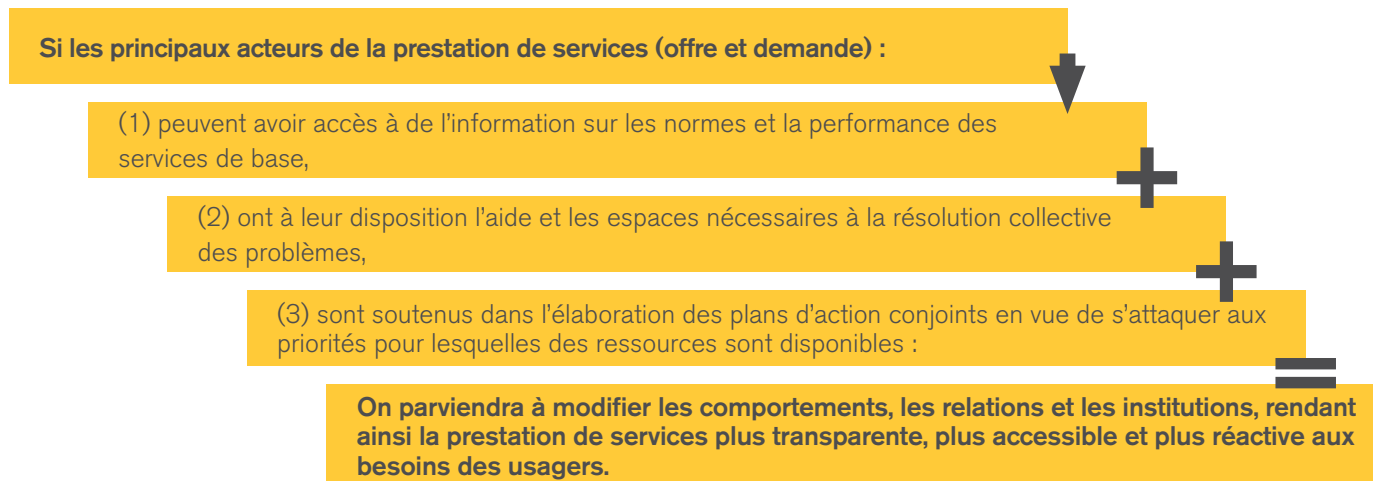 Si les principaux acteurs de la prestation de services (offre et demande) :
(1) peuvent avoir accès à de l'information sur les normes et la performance des
services de base,
(2) ont à leur disposition l'aide et les espaces nécessaires à la résolution collective
des problèmes,
(3) sont soutenus dans l'élaboration des plans d'action conjoints en vue de s'attaquer aux
priorités pour lesquelles des ressources sont disponibles :
On parviendra à modifier les comportements, les relations et les institutions, rendant
ainsi la prestation de services plus transparente, plus accessible et plus réactive aux
besoins des usagers.